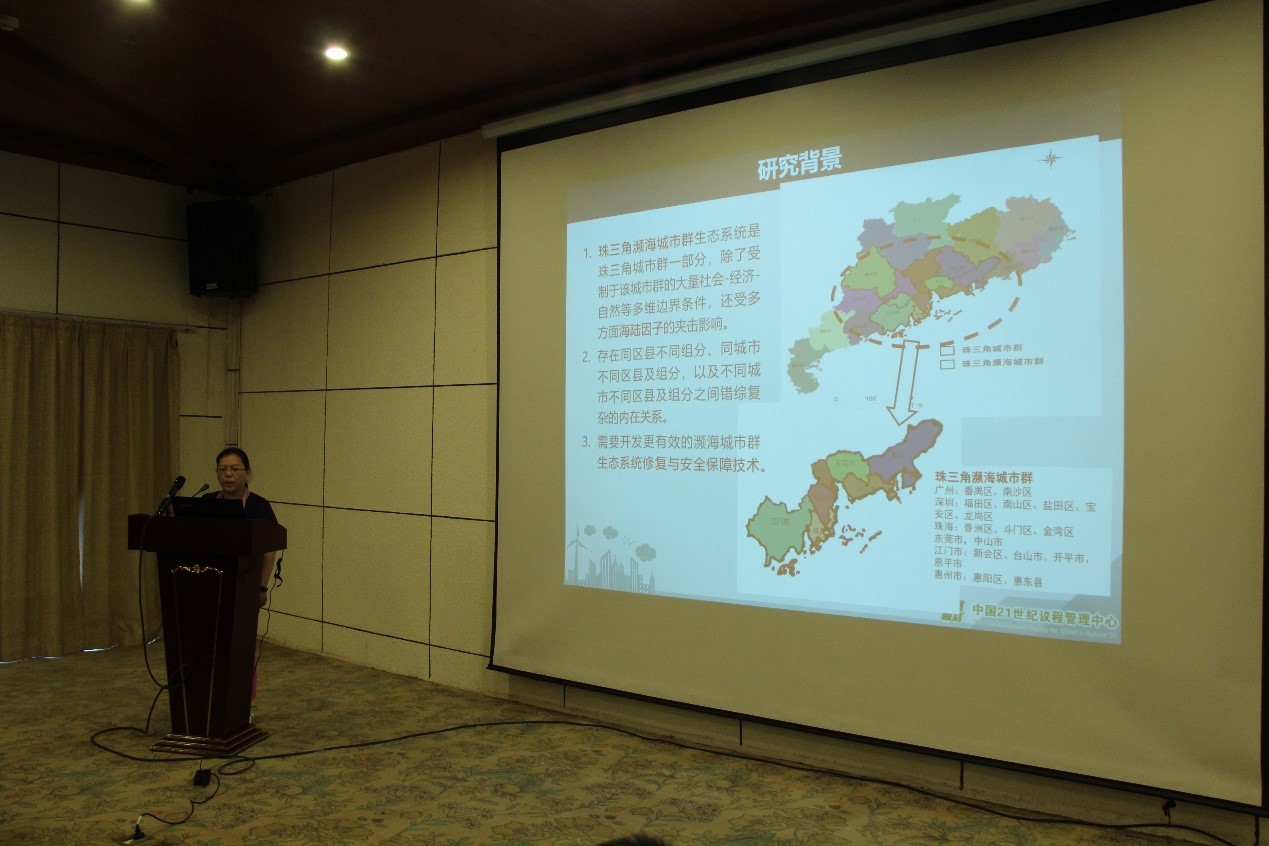 研究背景
1. 珠三角濒海城市群生态系统是
珠三角城市群一部分，除了受
制于该城市群的大量社会-经济-
自然等多维边界条件，还受多
方面海陆因子的夹击影响。
2. 存在同区县不同组分、同城市
不同区县及组分，以及不同城
市不同区县及组分之间错综复
杂的内在关系。
3. 需要开发更有效的濒海城市群
生态系统修复与安全保障技术。
珠三角城市群
珠三角濒海城市群
0 100
江门市
珠三角濒海城市群
广州：番禺区、南沙区
深圳：福田区、南山区、盐田区、宝
安区、龙岗区
珠海：香洲区、斗门区、金湾区
东莞市、中山市
江门市：新会区、台山市、开平市、
恩平市
惠州市：惠阳区、惠东县
中国21世纪议程管理中心